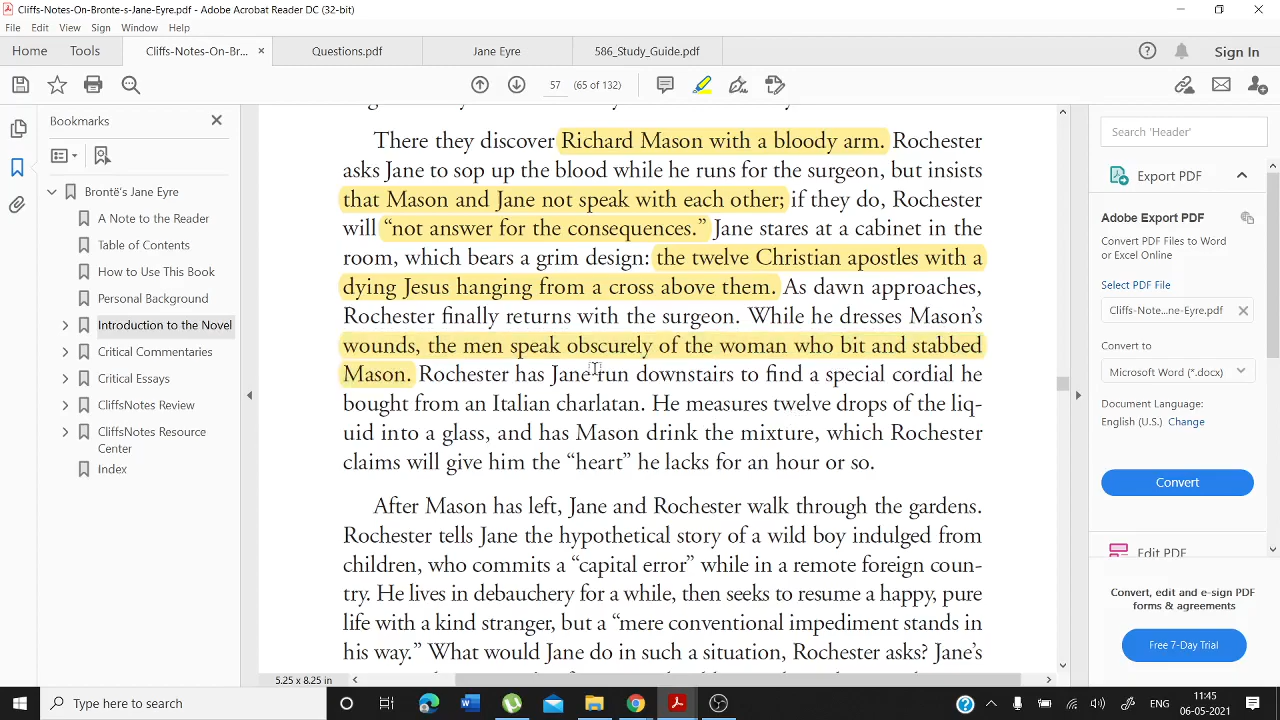 Cliffs-Notes-On-Bronte-s-Jane-Eyre.pdf - Adobe Acrobat Reader DC (32-bit)
File Edit View Sign Window Help
Home Tools Cliffs-Notes-On-Br... × Questions.pdf Jane Eyre 586_Study_Guide.pdf Sign In
57 (65 of 132)
Bookmarks
Brontë's Jane Eyre
A Note to the Reader
Table of Contents
How to Use This Book
Personal Background
Introduction to the Novel
Critical Commentaries
Critical Essays
CliffsNotes Review
CliffsNotes Resource
Center
Index
There they discover Richard Mason with a bloody arm. Rochester
asks Jane to sop up the blood while he runs for the surgeon, but insists
that Mason and Jane not speak with each other; if they do, Rochester
will “not answer for the consequences.” Jane stares at a cabinet in the
room, which bears a grim design: the twelve Christian apostles with a
dying Jesus hanging from a cross above them. As dawn approaches,
Rochester finally returns with the surgeon. While he dresses Mason’s
wounds, the men speak obscurely of the woman who bit and stabbed
Mason. Rochester has Jane run downstairs to find a special cordial he
bought from an Italian charlatan. He measures twelve drops of the liq-
uid into a glass, and has Mason drink the mixture, which Rochester
claims will give him the “heart” he lacks for an hour or so.
After Mason has left, Jane and Rochester walk through the gardens.
Rochester tells Jane the hypothetical story of a wild boy indulged from
children, who commits a “capital error” while in a remote foreign coun-
try. He lives in debauchery for a while, then seeks to resume a happy, pure
life with a kind stranger, but a “mere conventional impediment stands in
his way.” What would Jane do in such a situation, Rochester asks? Jane’s
5.25 x 8.25 in
Search 'Header'
Export PDF
Adobe Export PDF
Convert PDF Files to Word
or Excel Online
Select PDF File
Cliffs-Note...ne-Eyre.pdf
Convert to
Microsoft Word (*.docx)
Document Language:
English (U.S.) Change
Convert
Edit PDF
Convert, edit and e-sign PDF
forms & agreements
Free 7-Day Trial
Type here to search
ENG
11:45
06-05-2021